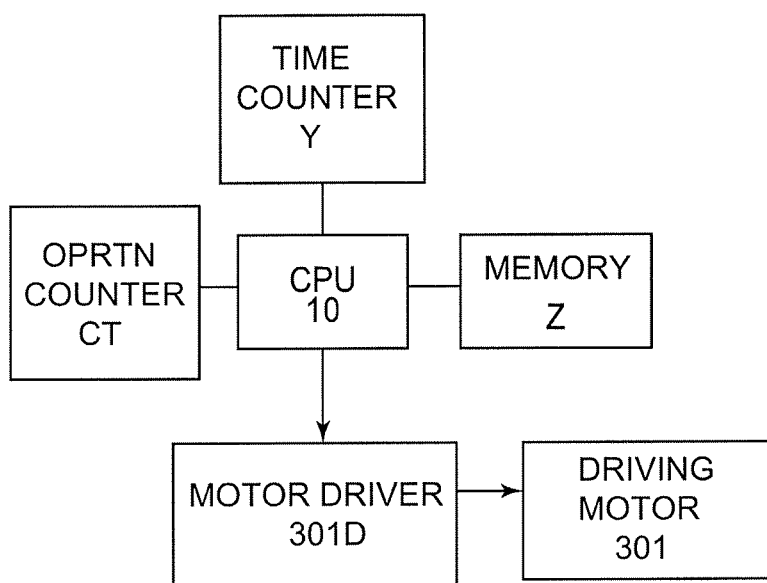 TIME
COUNTER
Y
OPRTN
COUNTER
CT
CPU
10
MEMORY
Z
MOTOR DRIVER
301D
DRIVING
MOTOR
301